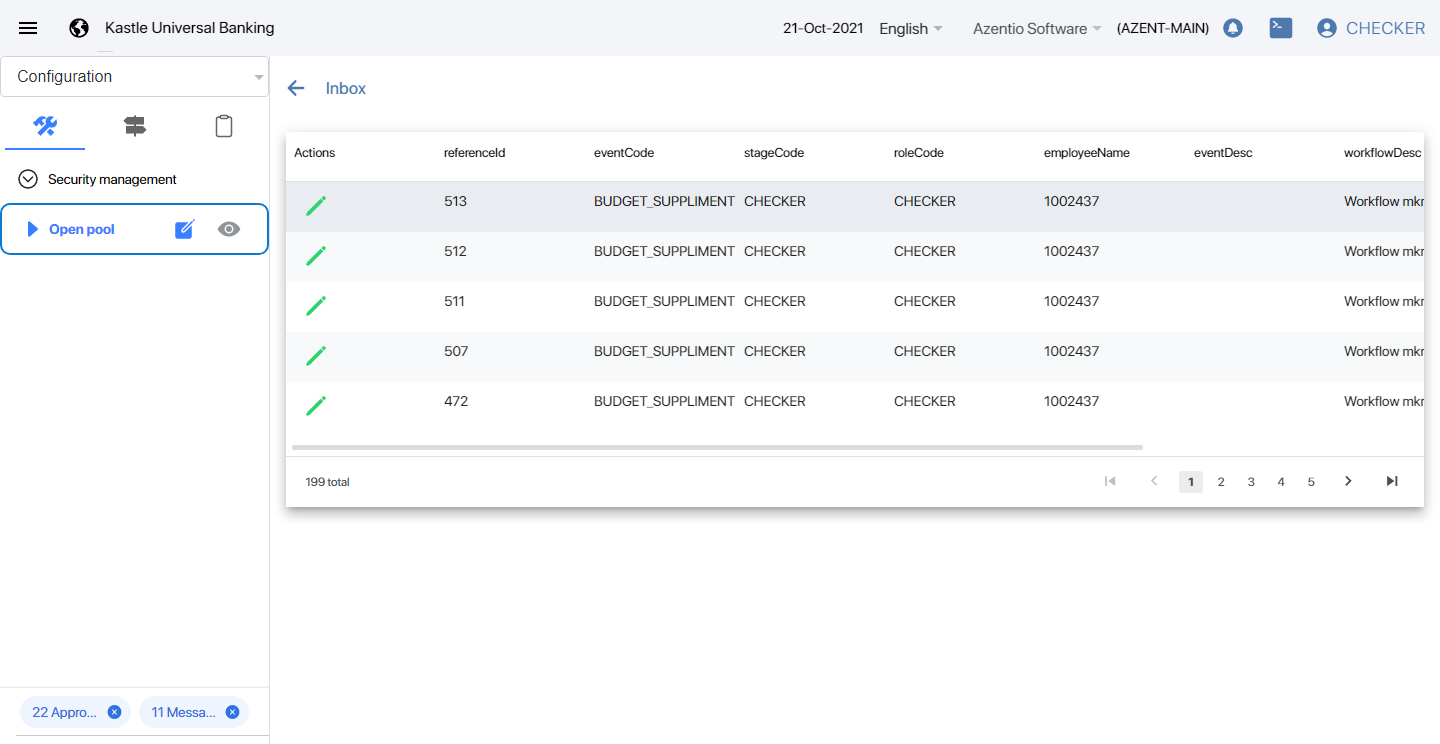 Kastle Universal Banking 21-Oct-2021 English Azentio Software (AZENT-MAIN) CHECKER
Configuration
Security management
Open pool
22 Appro... 11 Messa...
Inbox
Actions referenceId eventCode stageCode roleCode employeeName eventDesc workflowDesc
513 BUDGET_SUPPLIMENT CHECKER CHECKER 1002437 Workflow mkr
512 BUDGET_SUPPLIMENT CHECKER CHECKER 1002437 Workflow mkr
511 BUDGET_SUPPLIMENT CHECKER CHECKER 1002437 Workflow mkr
507 BUDGET_SUPPLIMENT CHECKER CHECKER 1002437 Workflow mkr
472 BUDGET_SUPPLIMENT CHECKER CHECKER 1002437 Workflow mkr
199 total 1 2 3 4 5